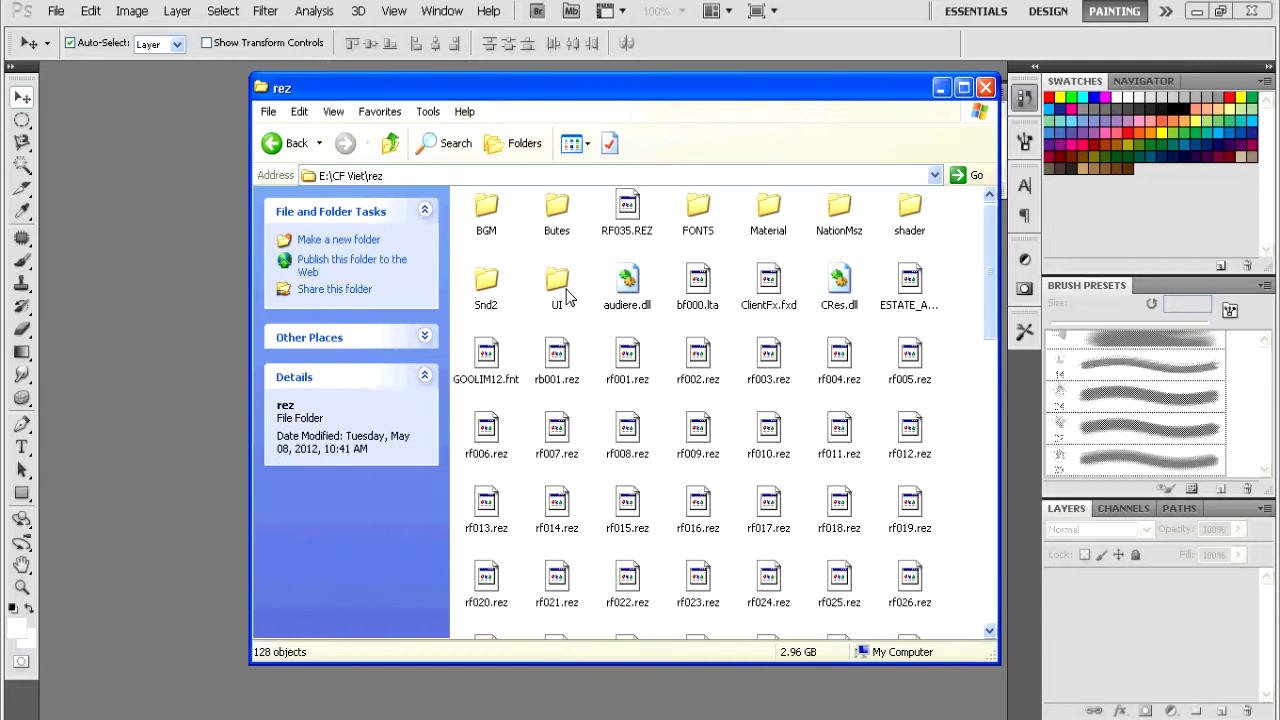 Ps File Edit Image Layer Select Filter Analysis 3D View Window Help Br Mb 100% ESSENTIALS DESIGN PAINTING
Auto-Select: Layer Show Transform Controls
SWATCHES NAVIGATOR
rez
File Edit View Favorites Tools Help
Back Search Folders
Address E:\CF Viet\rez Go
File and Folder Tasks
Make a new folder
Publish this folder to the Web
Share this folder
Other Places
Details
rez
File Folder
Date Modified: Tuesday, May 08, 2012, 10:41 AM
BGM Butes RF035.REZ FONTS Material NationMsz shader
Snd2 UI audiere.dll bf000.lta ClientFx.fxd CRes.dll ESTATE_A...
GOOLIM12.fnt rb001.rez rf001.rez rf002.rez rf003.rez rf004.rez rf005.rez
rf006.rez rf007.rez rf008.rez rf009.rez rf010.rez rf011.rez rf012.rez
rf013.rez rf014.rez rf015.rez rf016.rez rf017.rez rf018.rez rf019.rez
rf020.rez rf021.rez rf022.rez rf023.rez rf024.rez rf025.rez rf026.rez
128 objects 2.96 GB My Computer
BRUSH PRESETS
Size:
LAYERS CHANNELS PATHS
Normal Opacity: 100%
Lock: Fill: 100%